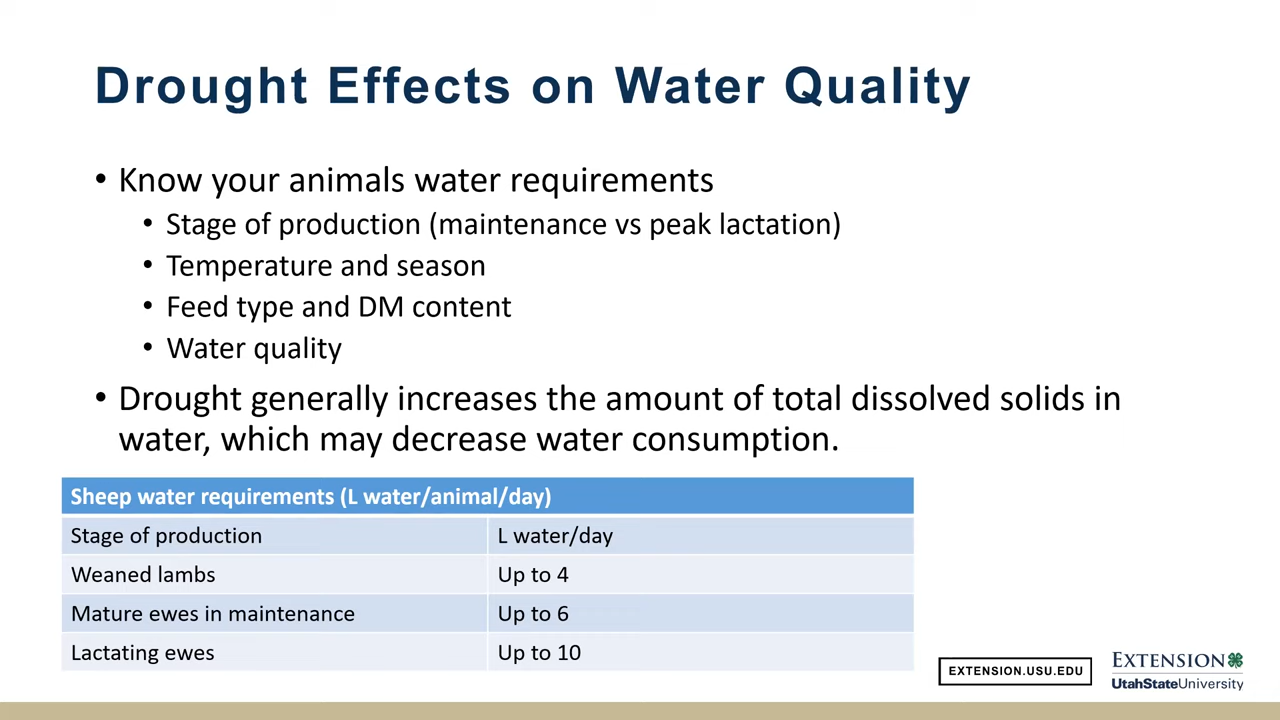 Drought Effects on Water Quality
• Know your animals water requirements
• Stage of production (maintenance vs peak lactation)
• Temperature and season
• Feed type and DM content
• Water quality
• Drought generally increases the amount of total dissolved solids in
water, which may decrease water consumption.
Sheep water requirements (L water/animal/day)
Stage of production L water/day
Weaned lambs Up to 4
Mature ewes in maintenance Up to 6
Lactating ewes Up to 10
EXTENSION.USU.EDU
EXTENSION
UtahStateUniversity